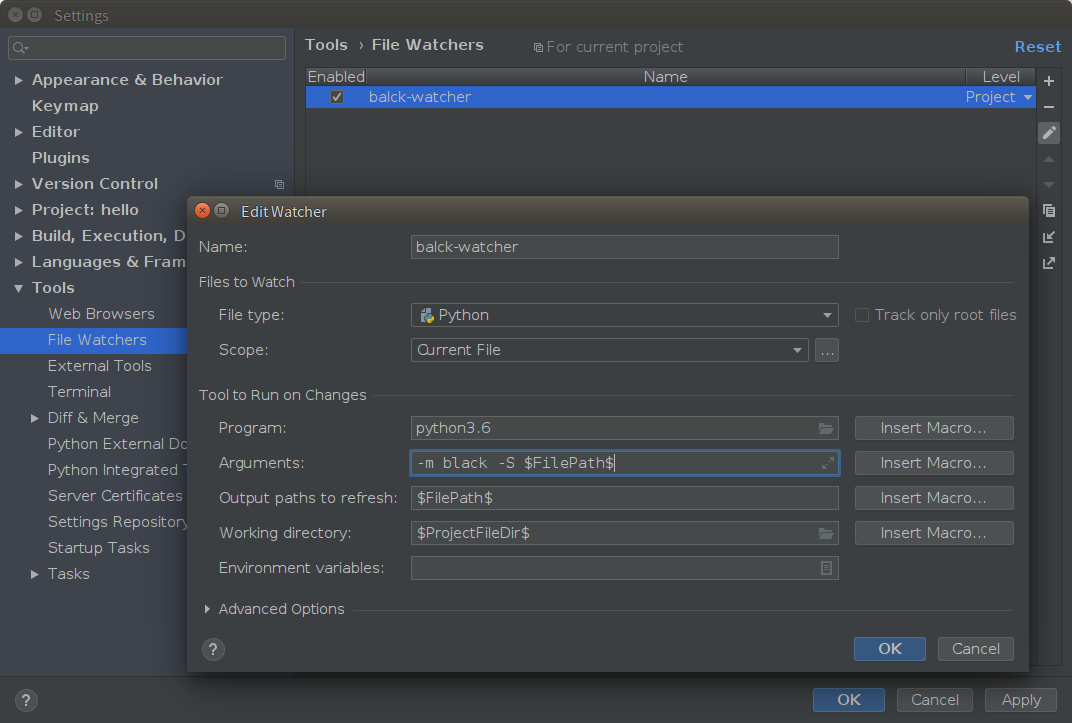 Settings
Tools › File Watchers
For current project
Reset
Appearance & Behavior
Keymap
Editor
Plugins
Version Control
Project: hello
Build, Execution, D
Languages & Fram
Tools
Web Browsers
File Watchers
External Tools
Terminal
Diff & Merge
Python External Do
Python Integrated T
Server Certificates
Settings Repository
Startup Tasks
Tasks
Enabled Name Level
balck-watcher Project
Edit Watcher
Name: balck-watcher
Files to Watch
File type: Python Track only root files
Scope: Current File ...
Tool to Run on Changes
Program: python3.6 Insert Macro...
Arguments: -m black -S $FilePath$ Insert Macro...
Output paths to refresh: $FilePath$ Insert Macro...
Working directory: $ProjectFileDir$ Insert Macro...
Environment variables:
Advanced Options
? OK Cancel
? OK Cancel Apply